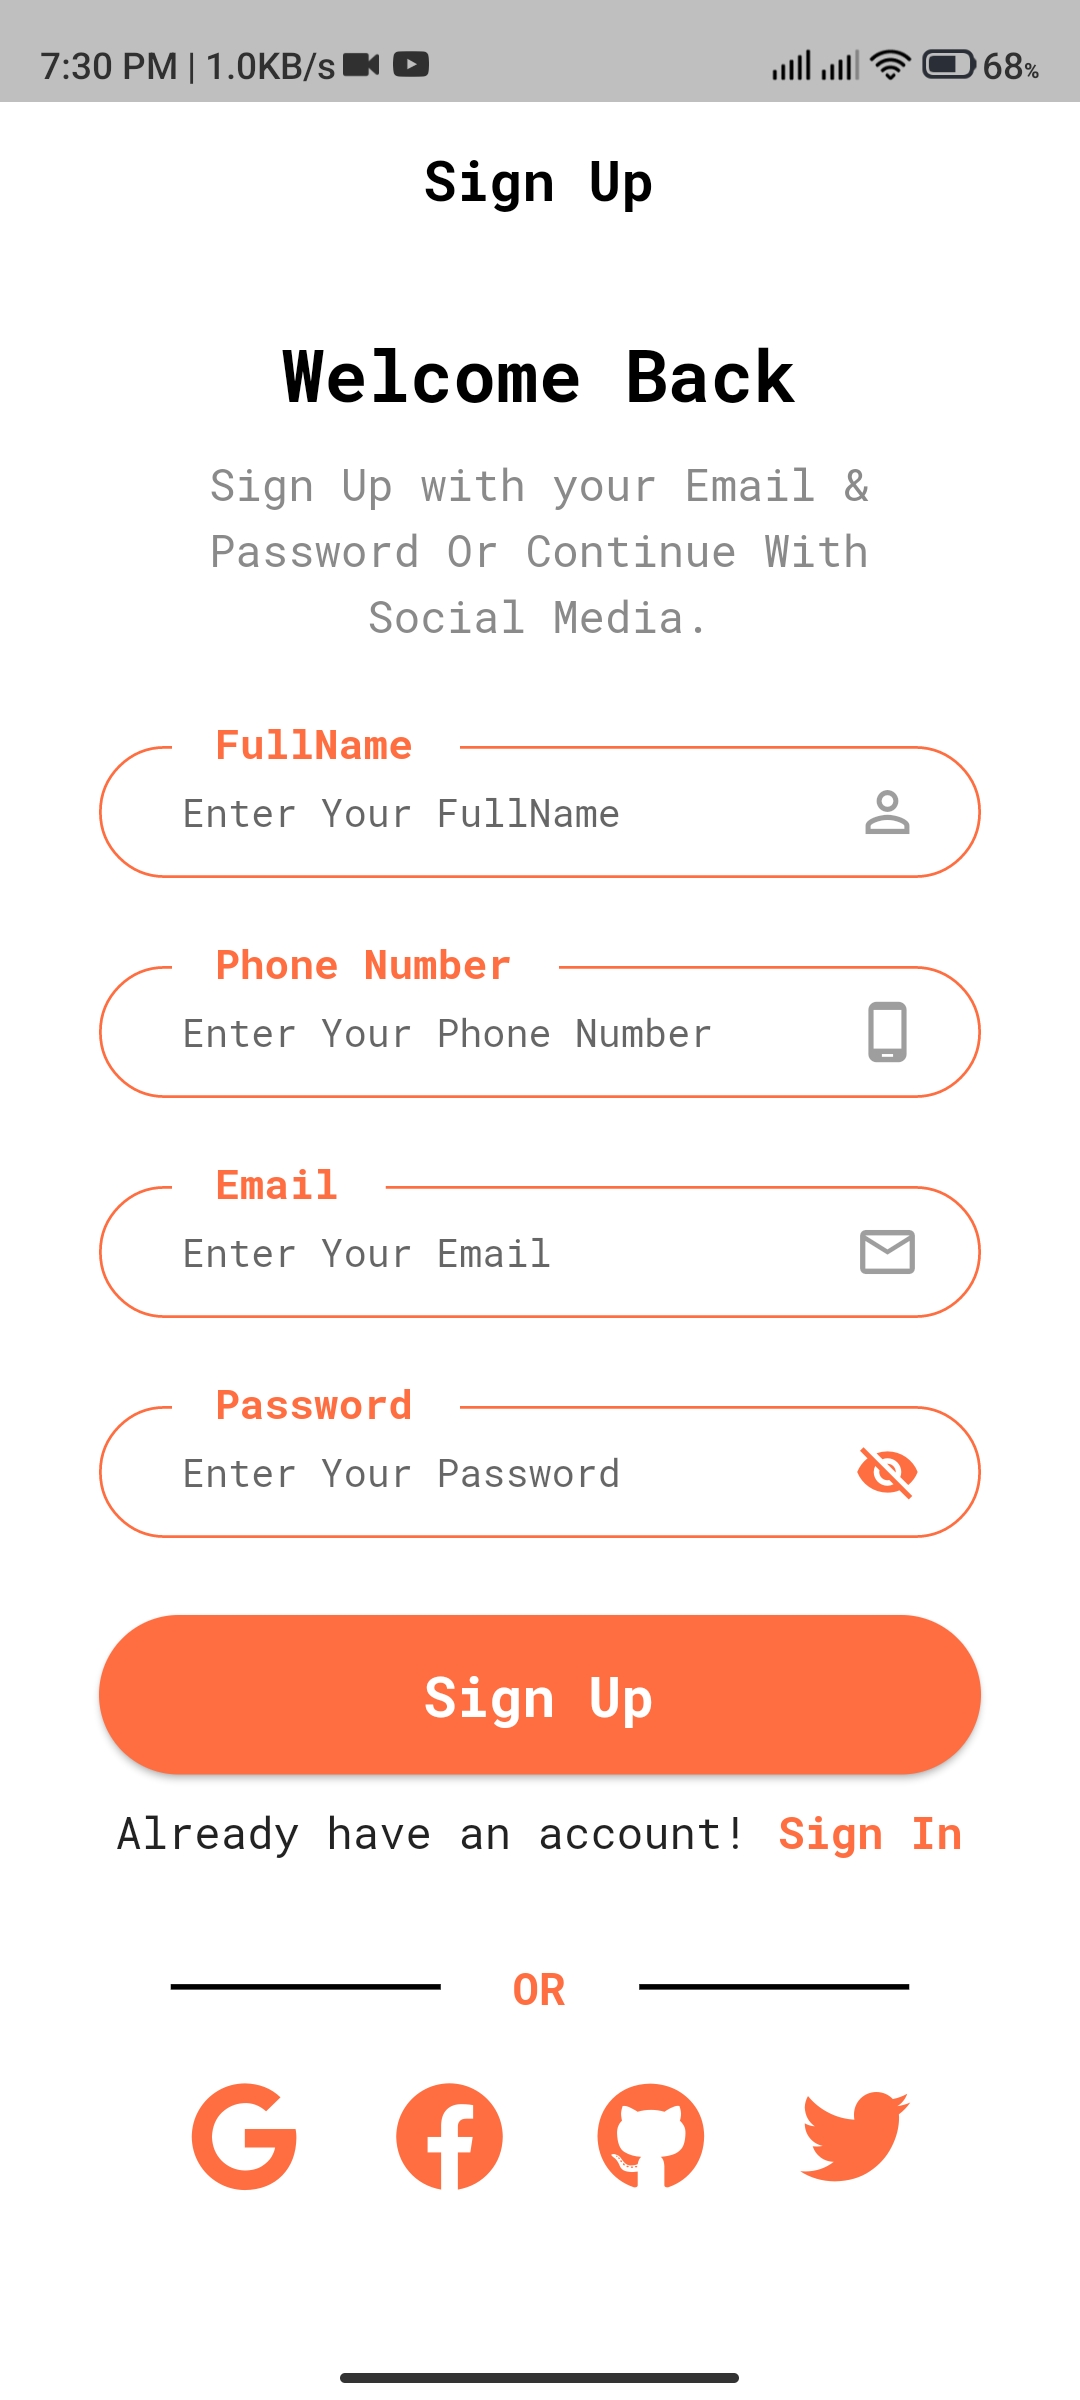 7:30 PM | 1.0KB/s 68%
Sign Up
Welcome Back
Sign Up with your Email &
Password Or Continue With
Social Media.
FullName
Enter Your FullName
Phone Number
Enter Your Phone Number
Email
Enter Your Email
Password
Enter Your Password
Sign Up
Already have an account! Sign In
OR